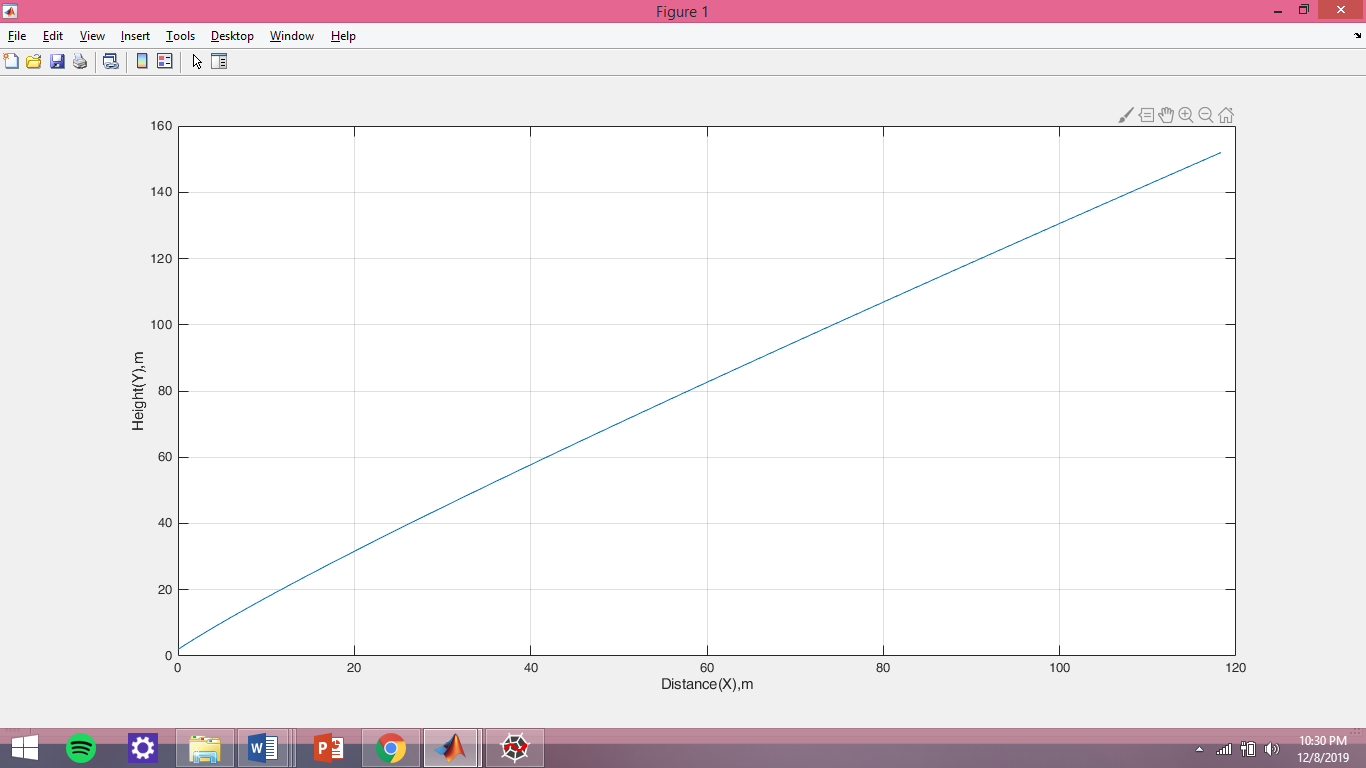 Figure 1
File Edit View Insert Tools Desktop Window Help
160
140
120
100
80
60
40
20
0
Height(Y),m
0 20 40 60 80 100 120
Distance(X),m
10:30 PM
12/8/2019